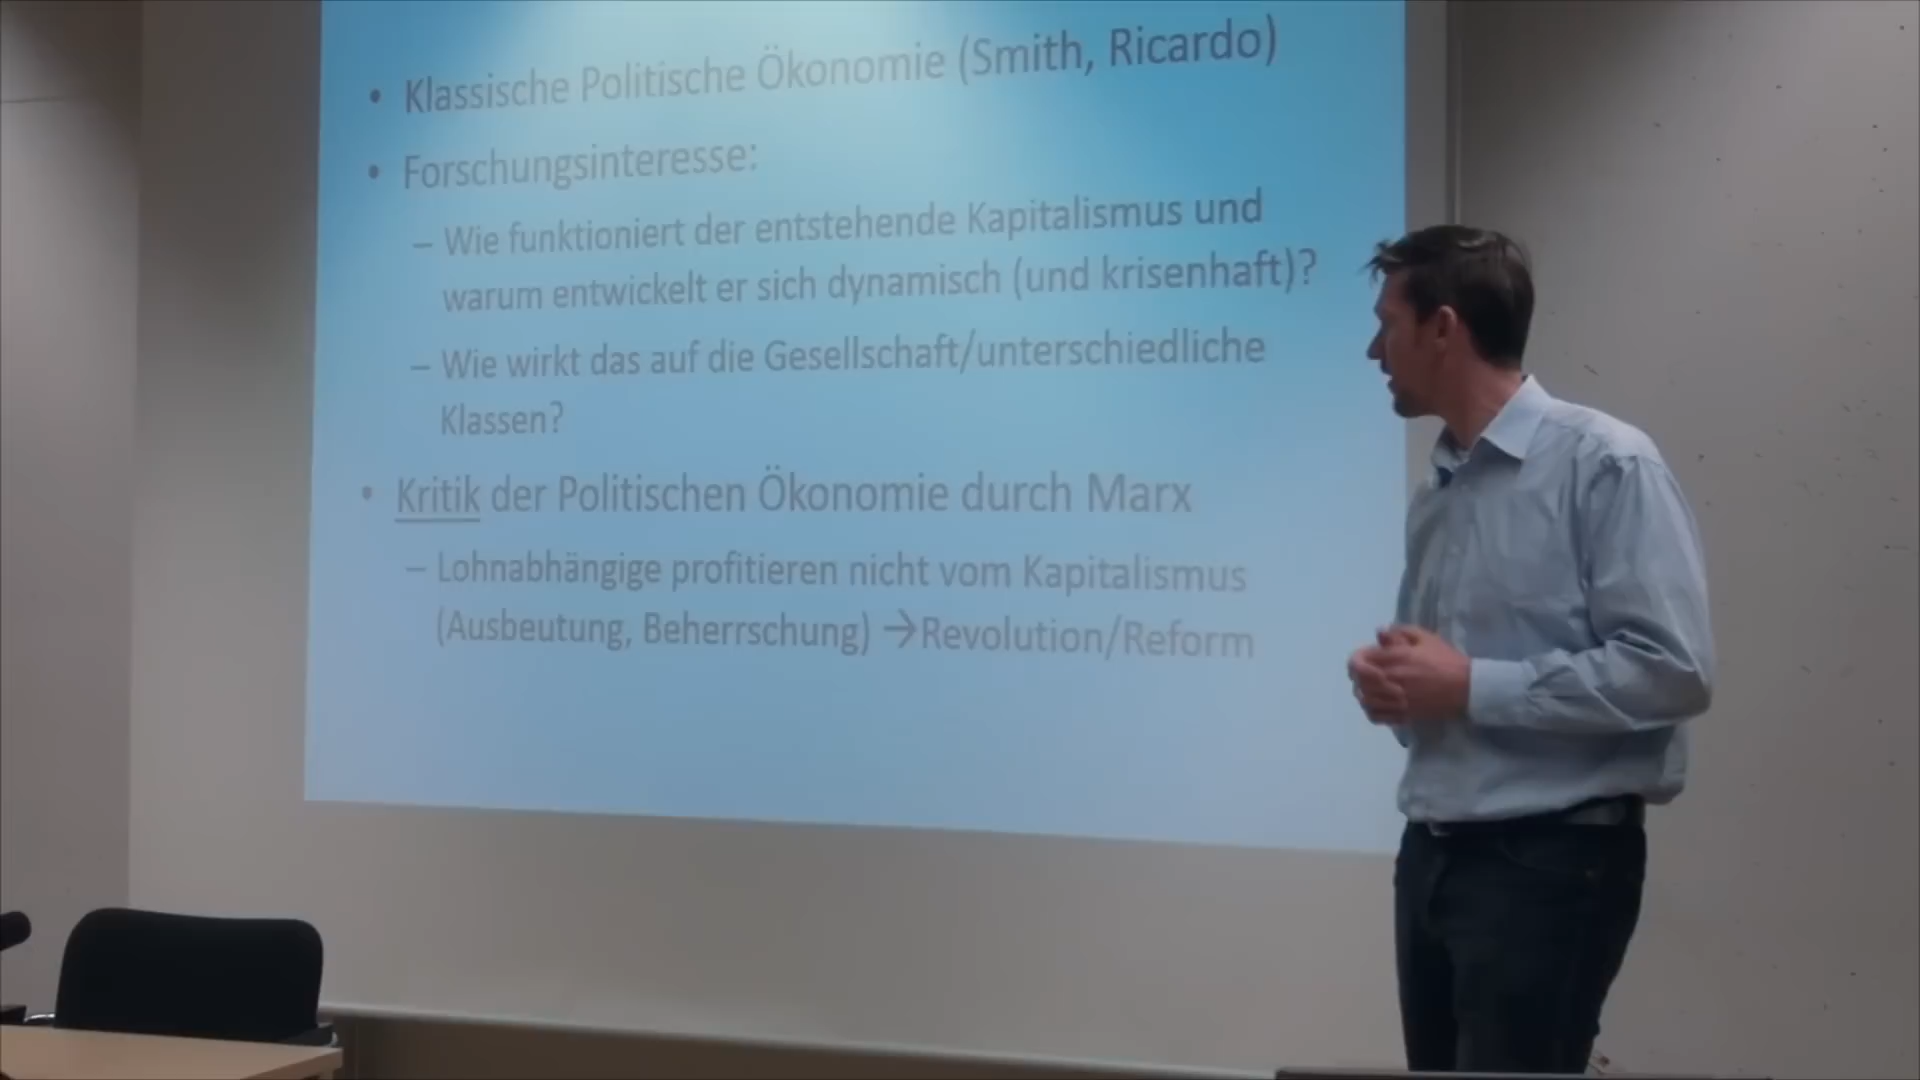 • Klassische Politische Ökonomie (Smith, Ricardo)
• Forschungsinteresse:
– Wie funktioniert der entstehende Kapitalismus und
warum entwickelt er sich dynamisch (und krisenhaft)?
– Wie wirkt das auf die Gesellschaft/unterschiedliche
Klassen?
• Kritik der Politischen Ökonomie durch Marx
– Lohnabhängige profitieren nicht vom Kapitalismus
(Ausbeutung, Beherrschung) →Revolution/Reform